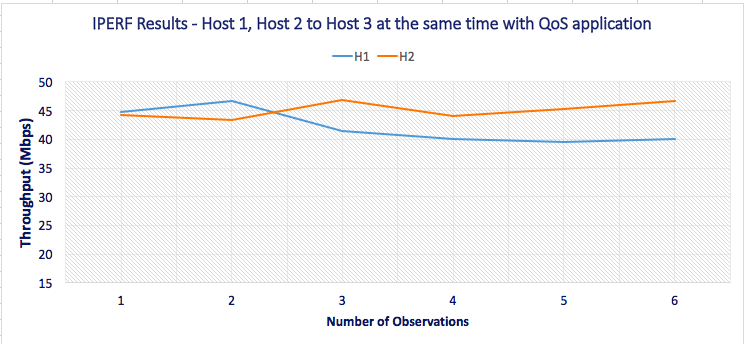 IPERF Results - Host 1, Host 2 to Host 3 at the same time with QoS application
H1 H2
50
45
40
35
30
25
20
15
Throughput (Mbps)
1 2 3 4 5 6
Number of Observations